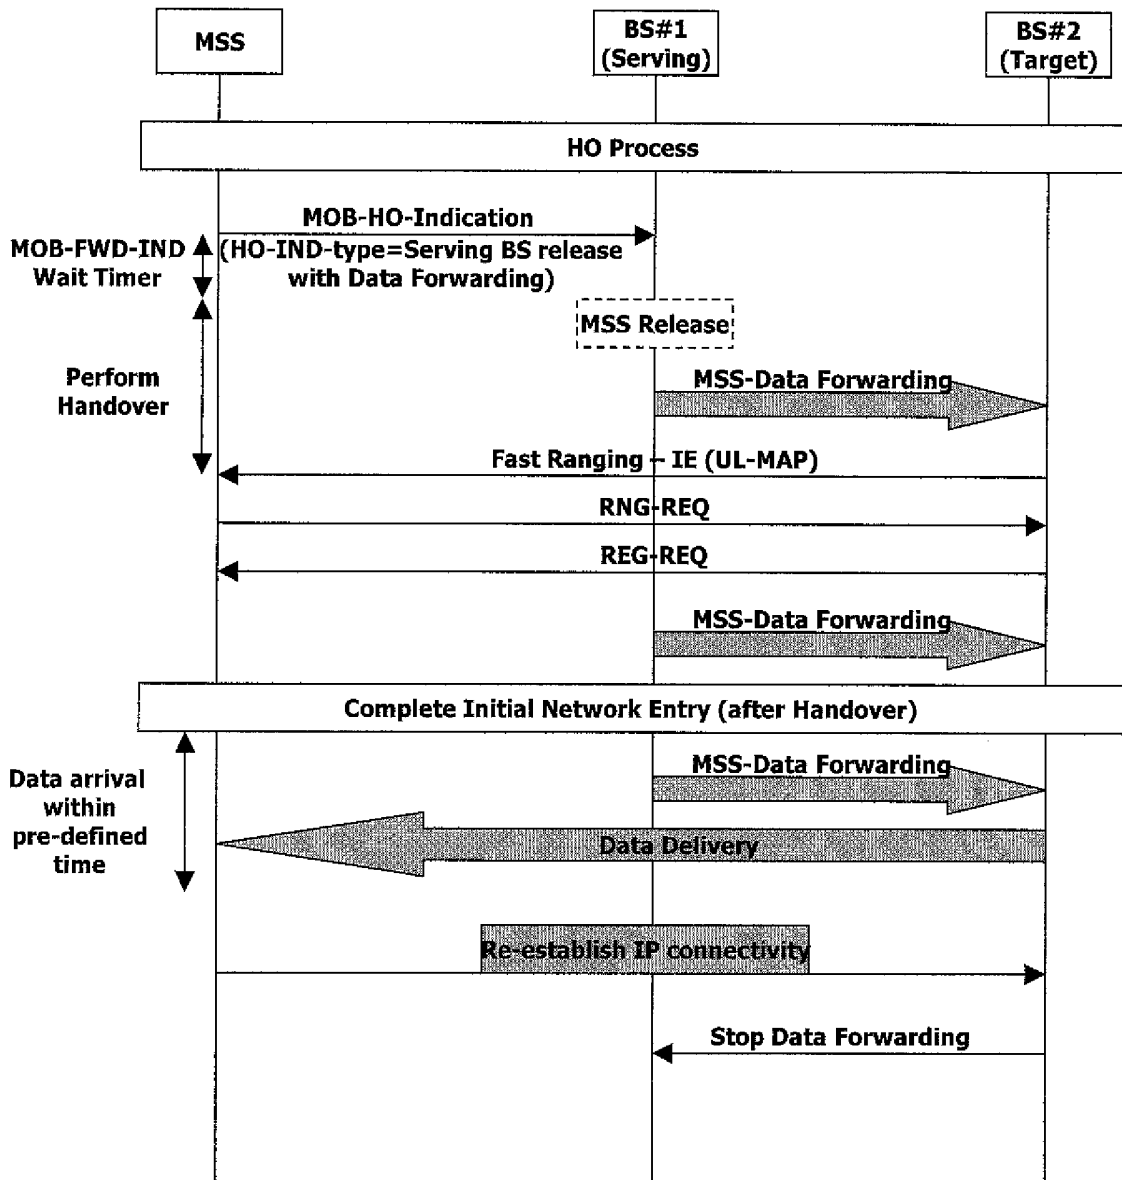 MSS
BS#1
(Serving)
BS#2
(Target)
HO Process
MOB-HO-Indication
(HO-IND-type=Serving BS release
with Data Forwarding)
MOB-FWD-IND
Wait Timer
MSS Release
Perform
Handover
MSS-Data Forwarding
Fast Ranging – IE (UL-MAP)
RNG-REQ
REG-REQ
MSS-Data Forwarding
Complete Initial Network Entry (after Handover)
MSS-Data Forwarding
Data arrival
within
pre-defined
time
Data Delivery
Re-establish IP connectivity
Stop Data Forwarding